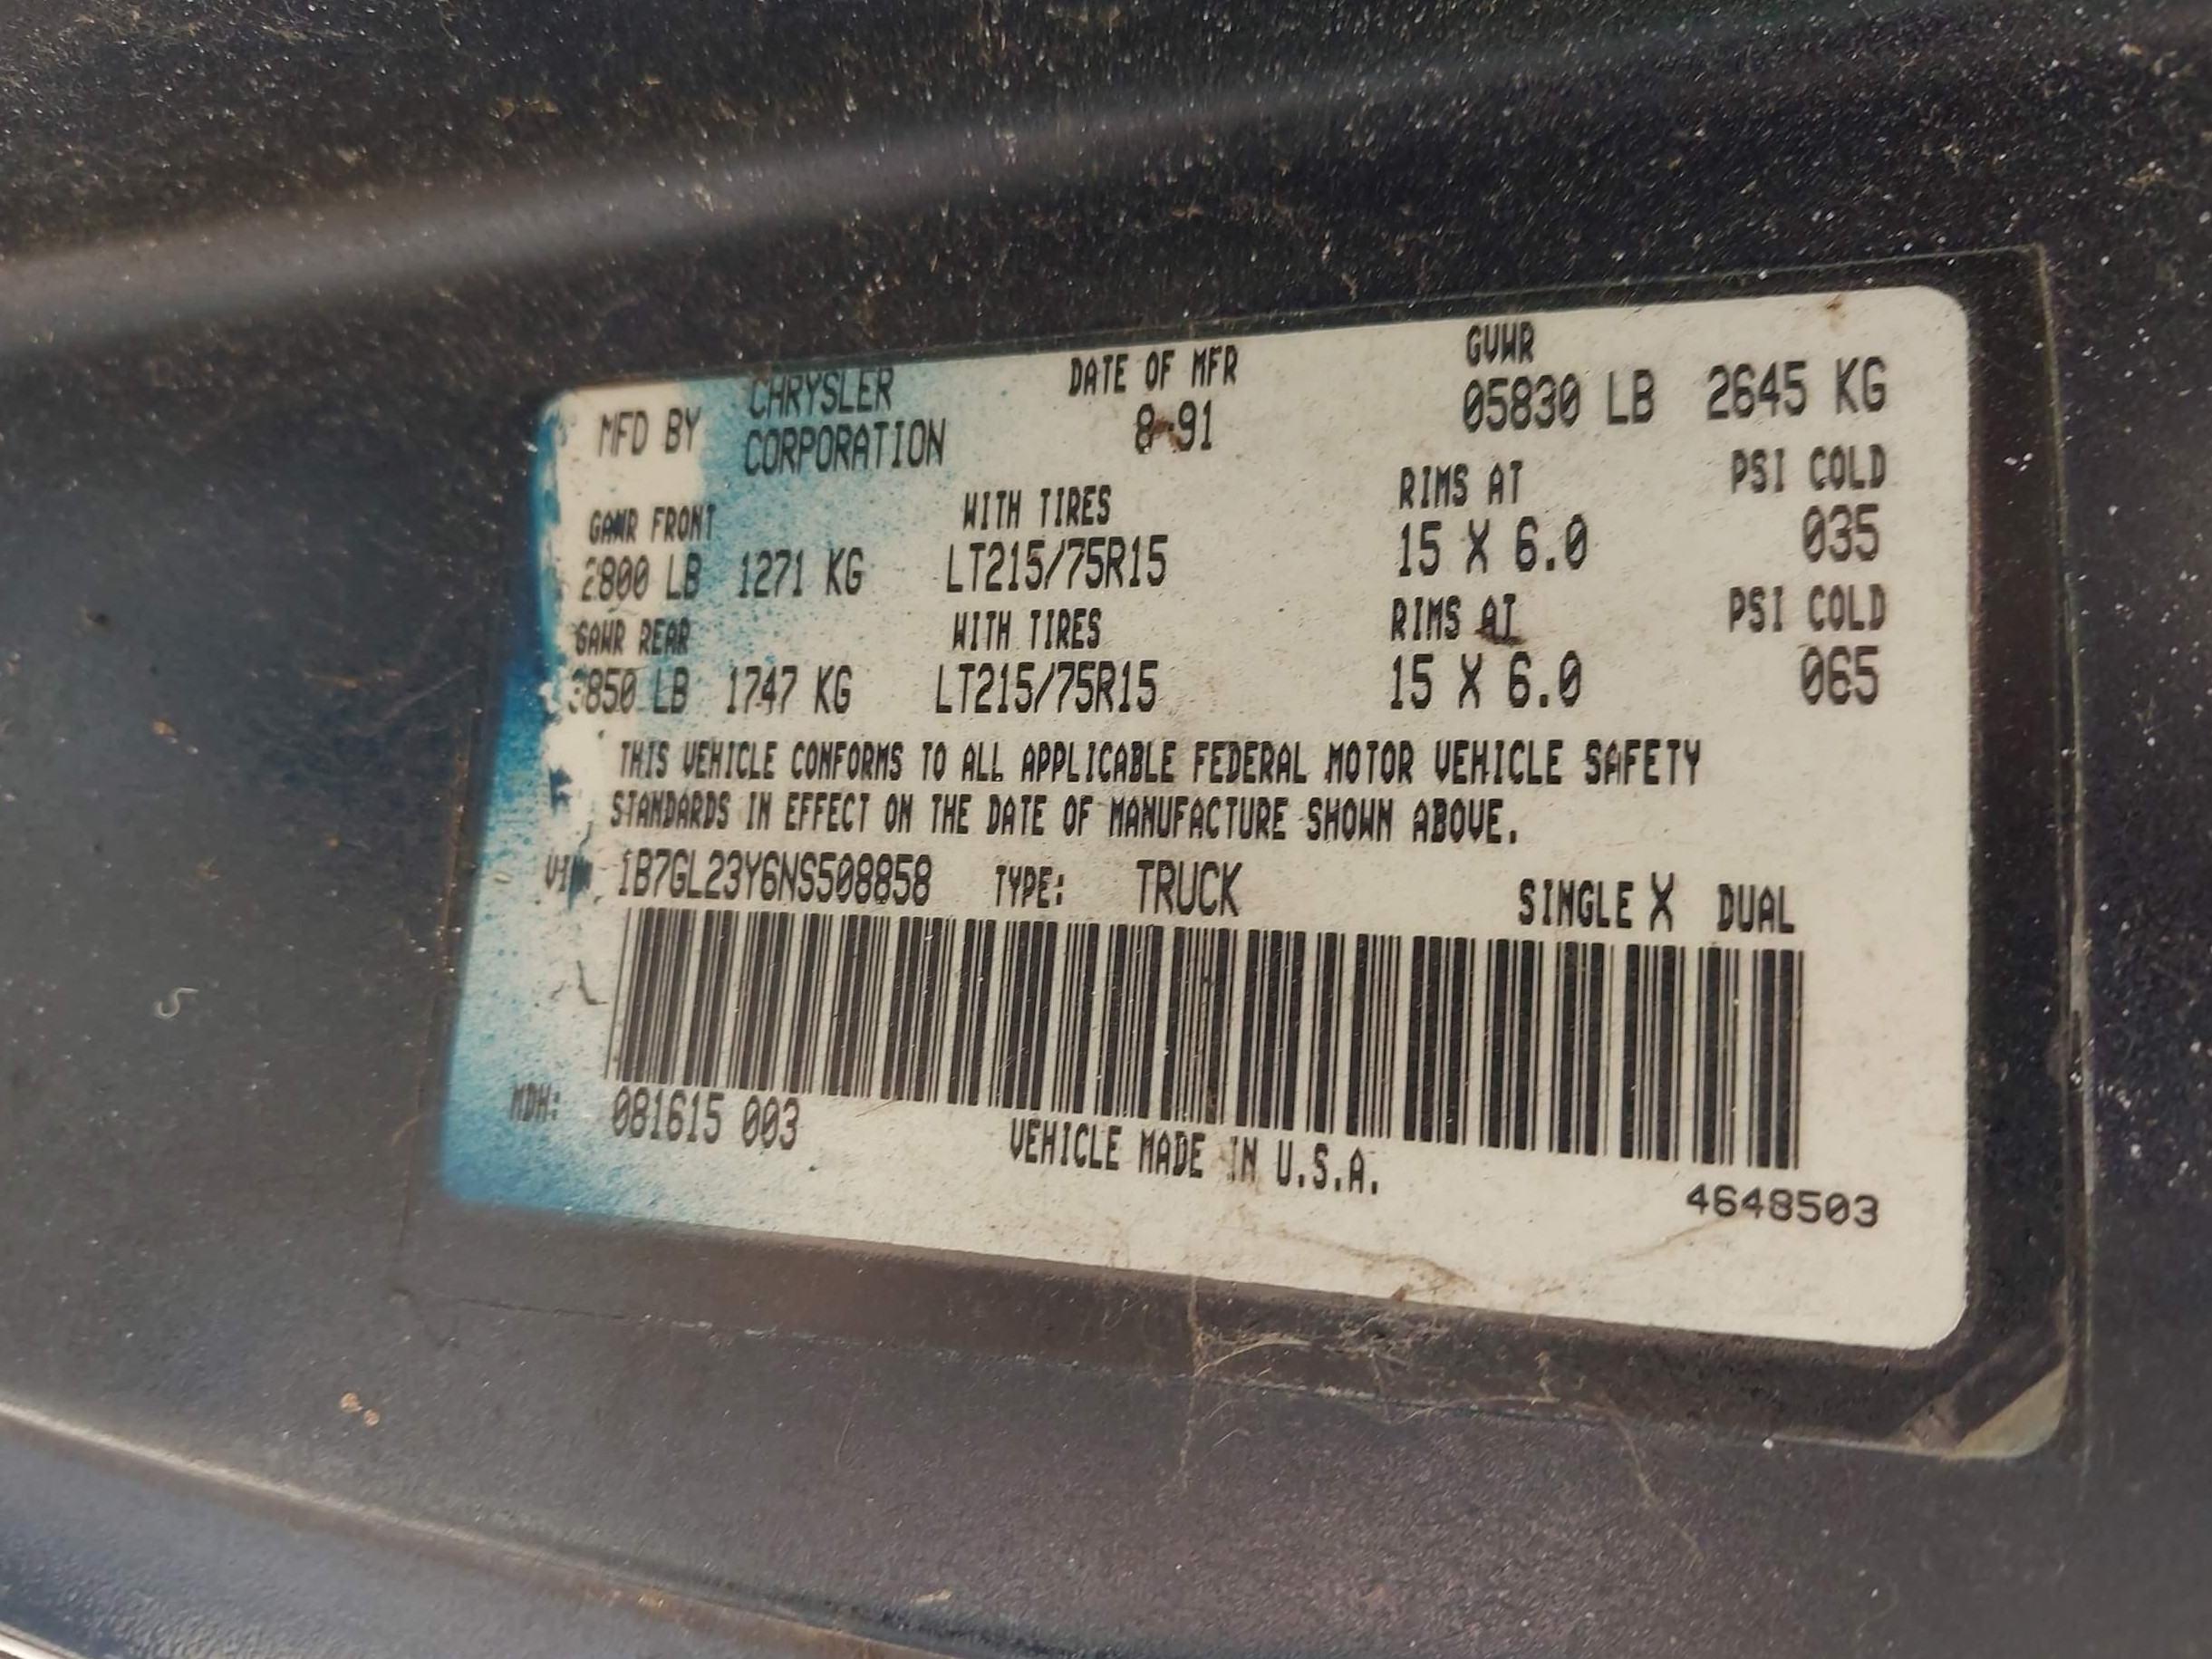 MFD BY CHRYSLER CORPORATION DATE OF MFR 8-91 GVWR 05830 LB 2645 KG
GAWR FRONT WITH TIRES RIMS AT PSI COLD
2800 LB 1271 KG LT215/75R15 15 X 6.0 035
GAWR REAR WITH TIRES RIMS AT PSI COLD
3850 LB 1747 KG LT215/75R15 15 X 6.0 065
THIS VEHICLE CONFORMS TO ALL APPLICABLE FEDERAL MOTOR VEHICLE SAFETY
STANDARDS IN EFFECT ON THE DATE OF MANUFACTURE SHOWN ABOVE.
VIN: 1B7GL23Y6NS508858 TYPE: TRUCK SINGLE X DUAL
MDH: 081615 003
VEHICLE MADE IN U.S.A.
4648503